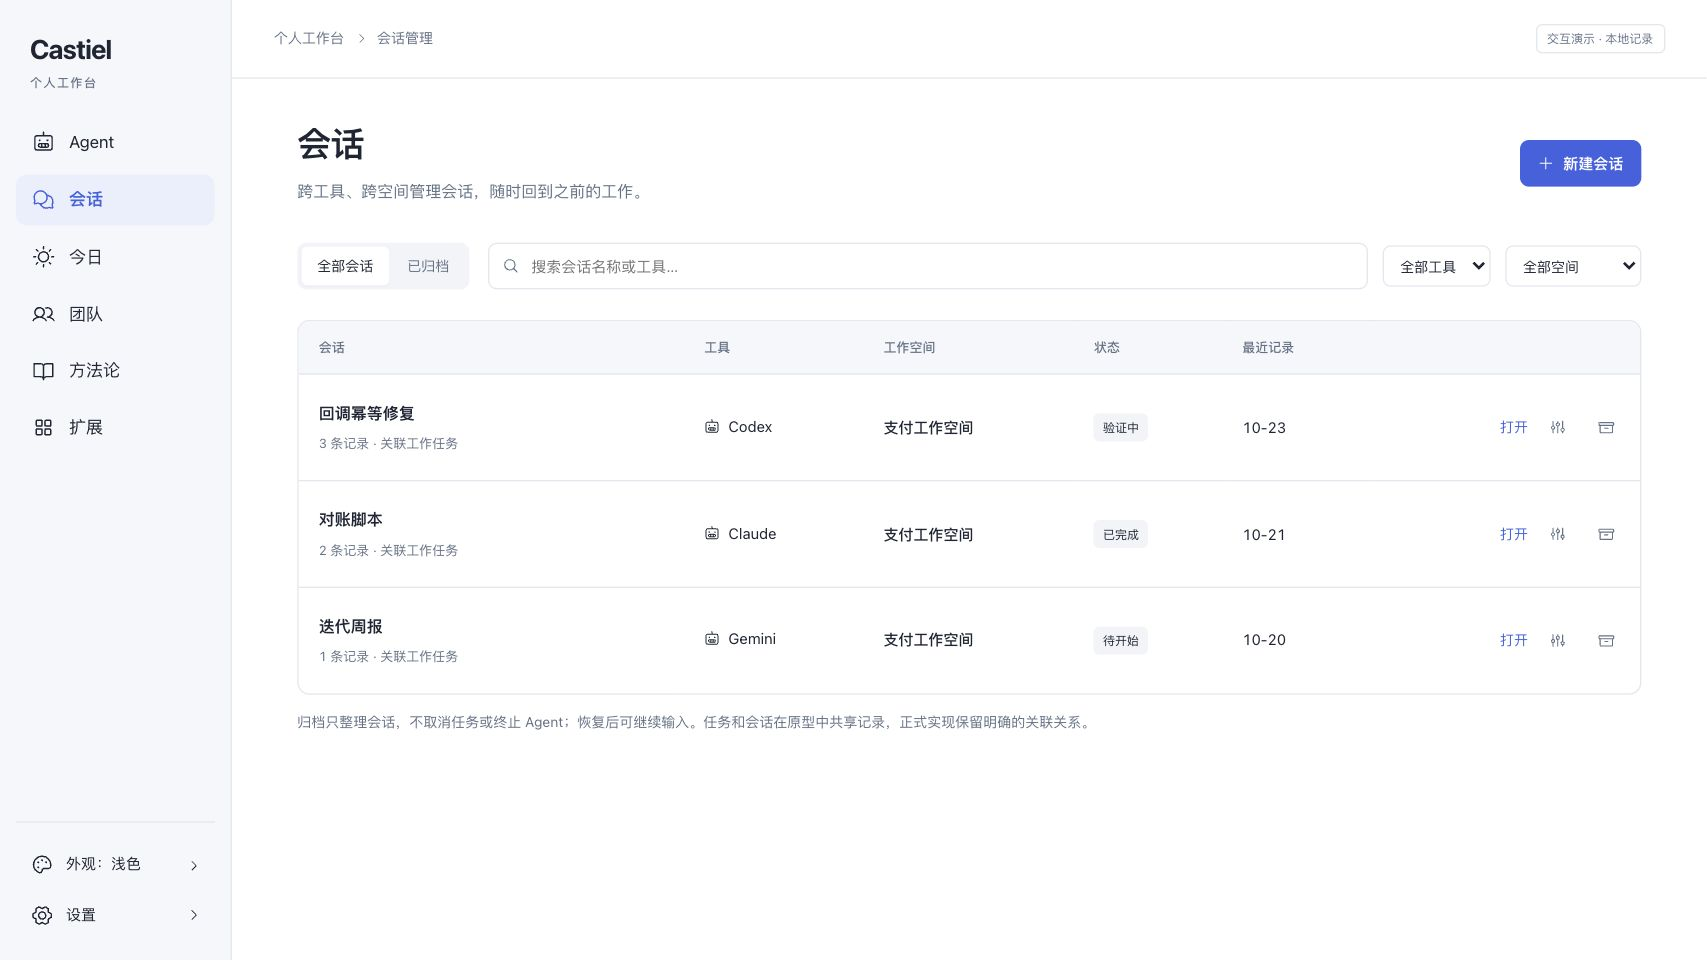 Castiel
个人工作台
Agent
会话
今日
团队
方法论
扩展
外观：浅色
设置
个人工作台 > 会话管理
交互演示 · 本地记录
会话
跨工具、跨空间管理会话，随时回到之前的工作。
新建会话
全部会话 已归档 搜索会话名称或工具... 全部工具 全部空间
会话 工具 工作空间 状态 最近记录
回调幂等修复
3 条记录 · 关联工作任务
Codex 支付工作空间 验证中 10-23 打开
对账脚本
2 条记录 · 关联工作任务
Claude 支付工作空间 已完成 10-21 打开
迭代周报
1 条记录 · 关联工作任务
Gemini 支付工作空间 待开始 10-20 打开
归档只整理会话，不取消任务或终止 Agent；恢复后可继续输入。任务和会话在原型中共享记录，正式实现保留明确的关联关系。